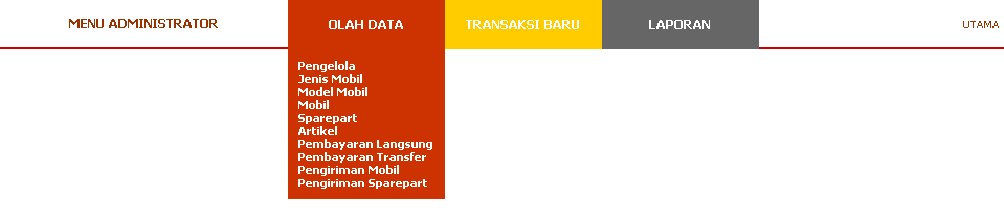 MENU ADMINISTRATOR
OLAH DATA
TRANSAKSI BARU
LAPORAN
UTAMA
Pengelola
Jenis Mobil
Model Mobil
Mobil
Sparepart
Artikel
Pembayaran Langsung
Pembayaran Transfer
Pengiriman Mobil
Pengiriman Sparepart